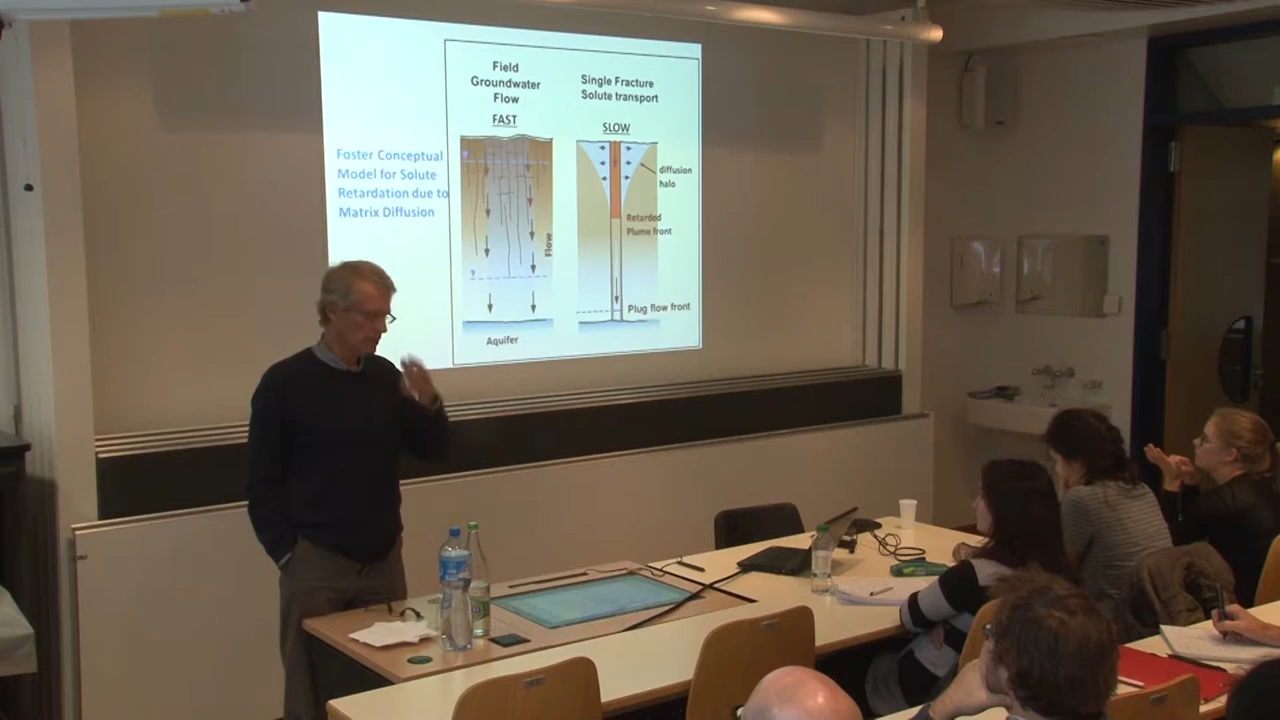 Foster Conceptual
Model for Solute
Retardation due to
Matrix Diffusion
Field
Groundwater
Flow
FAST
Flow
Aquifer
Single Fracture
Solute transport
SLOW
diffusion
halo
Retarded
Plume front
Plug flow front